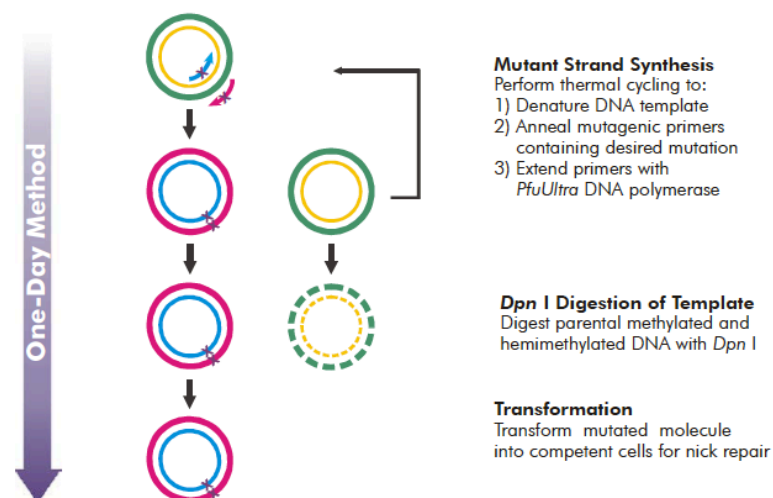 One-Day Method
Mutant Strand Synthesis
Perform thermal cycling to:
1) Denature DNA template
2) Anneal mutagenic primers
containing desired mutation
3) Extend primers with
PfuUltra DNA polymerase
Dpn I Digestion of Template
Digest parental methylated and
hemimethylated DNA with Dpn I
Transformation
Transform mutated molecule
into competent cells for nick repair